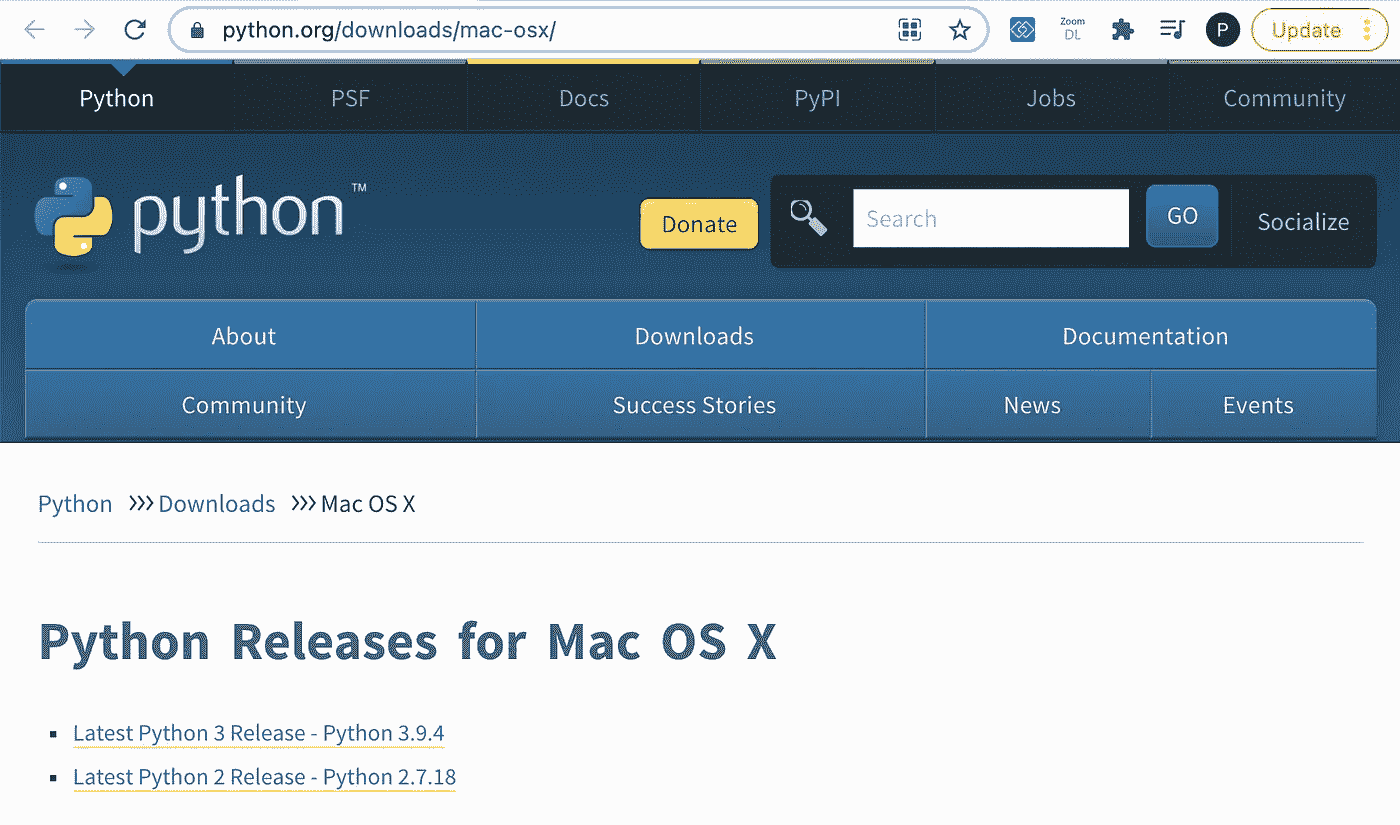 python.org/downloads/mac-osx/ Zoom DL P Update
Python PSF Docs PyPI Jobs Community
python™ Donate Search GO Socialize
About Downloads Documentation
Community Success Stories News Events
Python >>> Downloads >>> Mac OS X
Python Releases for Mac OS X
Latest Python 3 Release - Python 3.9.4
Latest Python 2 Release - Python 2.7.18